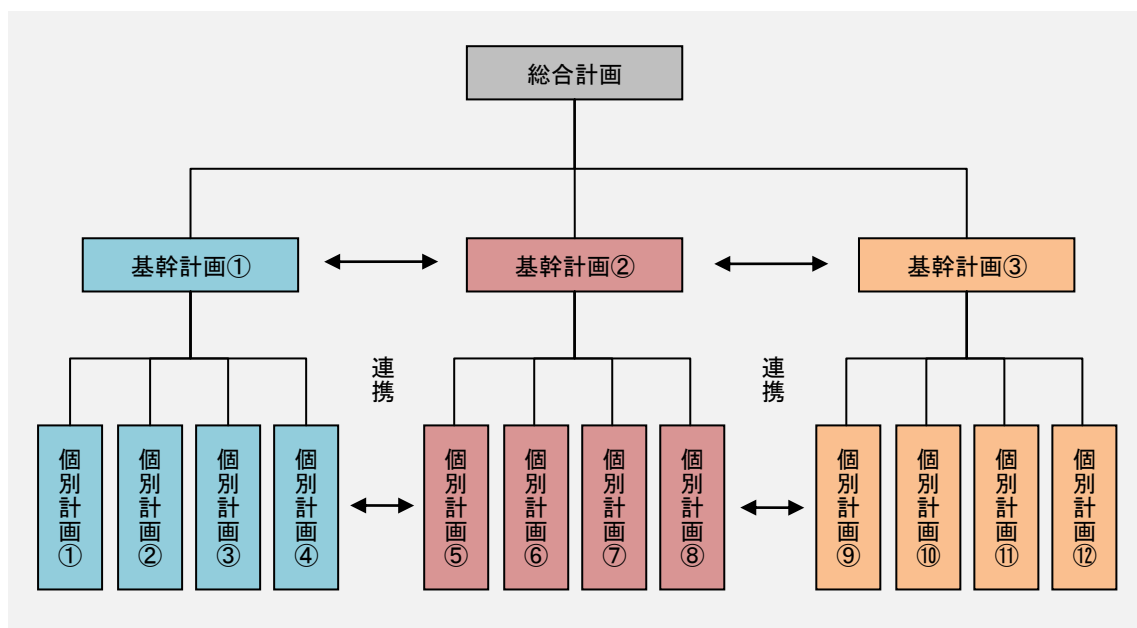 総合計画
基幹計画①
基幹計画②
基幹計画③
連携
連携
個別計画①
個別計画②
個別計画③
個別計画④
個別計画⑤
個別計画⑥
個別計画⑦
個別計画⑧
個別計画⑨
個別計画⑩
個別計画⑪
個別計画⑫